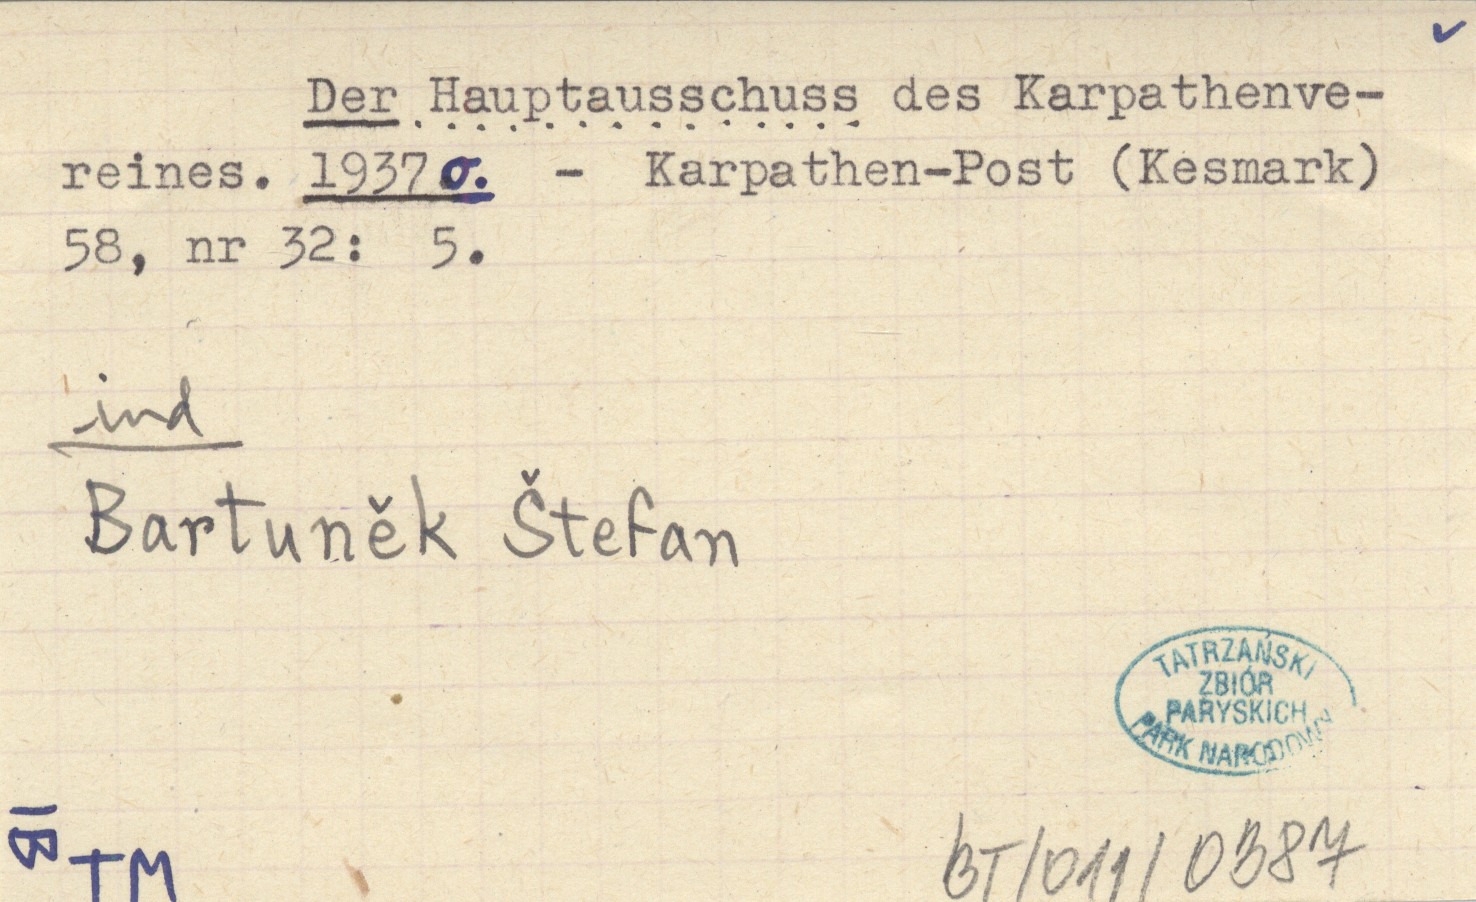 Der Hauptausschuss des Karpathenve-
reines. 1937 o. - Karpathen-Post (Kesmark)
58, nr 32: 5.
ind
Bartuněk Štefan
TATRZAŃSKI
ZBIÓR
PARYSKICH
PARK NARODOWY
IB
TM
BT/011/0387